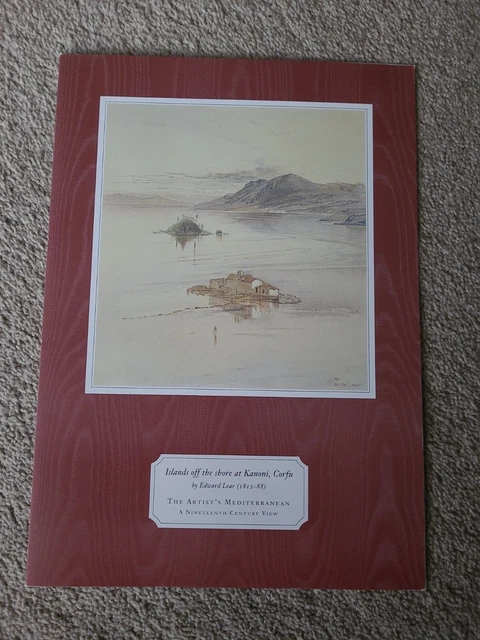 Islands off the shore at Kanoni, Corfu
by Edward Lear (1812–88)
THE ARTIST'S MEDITERRANEAN
A NINETEENTH CENTURY VIEW